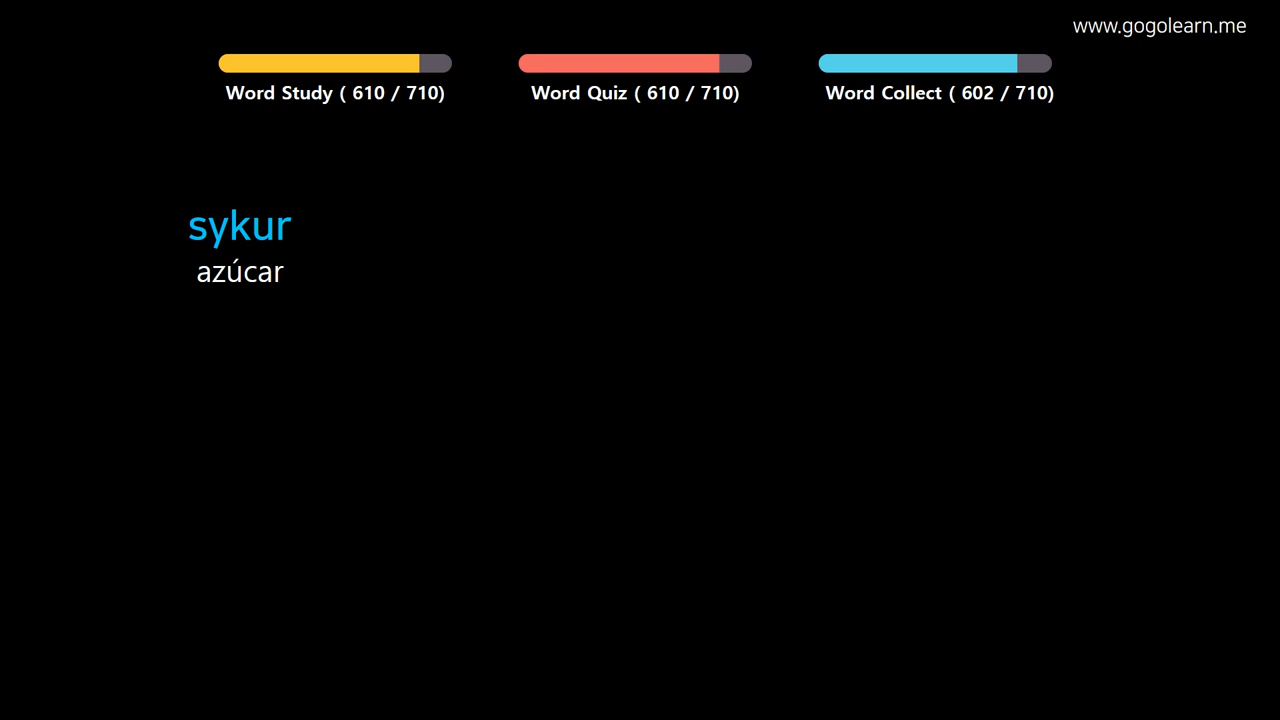 www.gogolearn.me
Word Study ( 610 / 710)
Word Quiz ( 610 / 710)
Word Collect ( 602 / 710)
sykur
azúcar